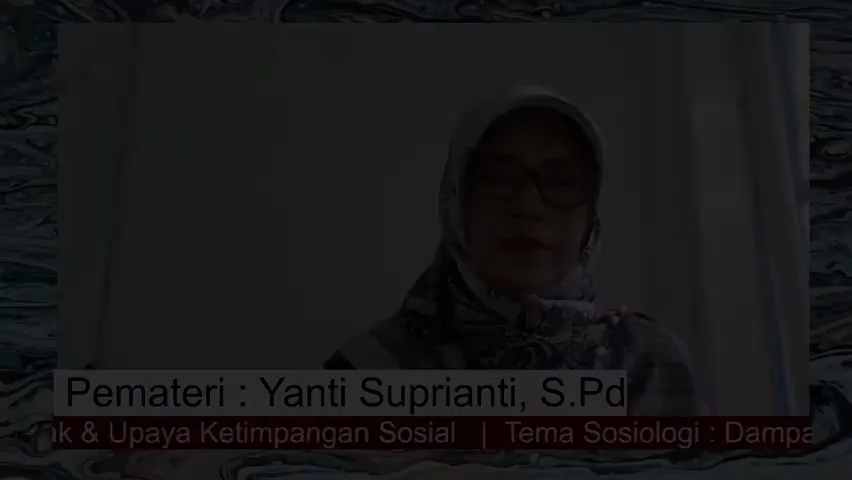 Pemateri : Yanti Suprianti, S.Pd
& Upaya Ketimpangan Sosial | Tema Sosiologi :